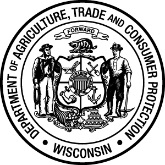 DEPARTMENT OF AGRICULTURE, TRADE AND CONSUMER PROTECTION
FORWARD
• WISCONSIN •